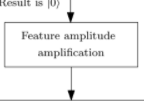 Result is |0⟩
Feature amplitude
amplification